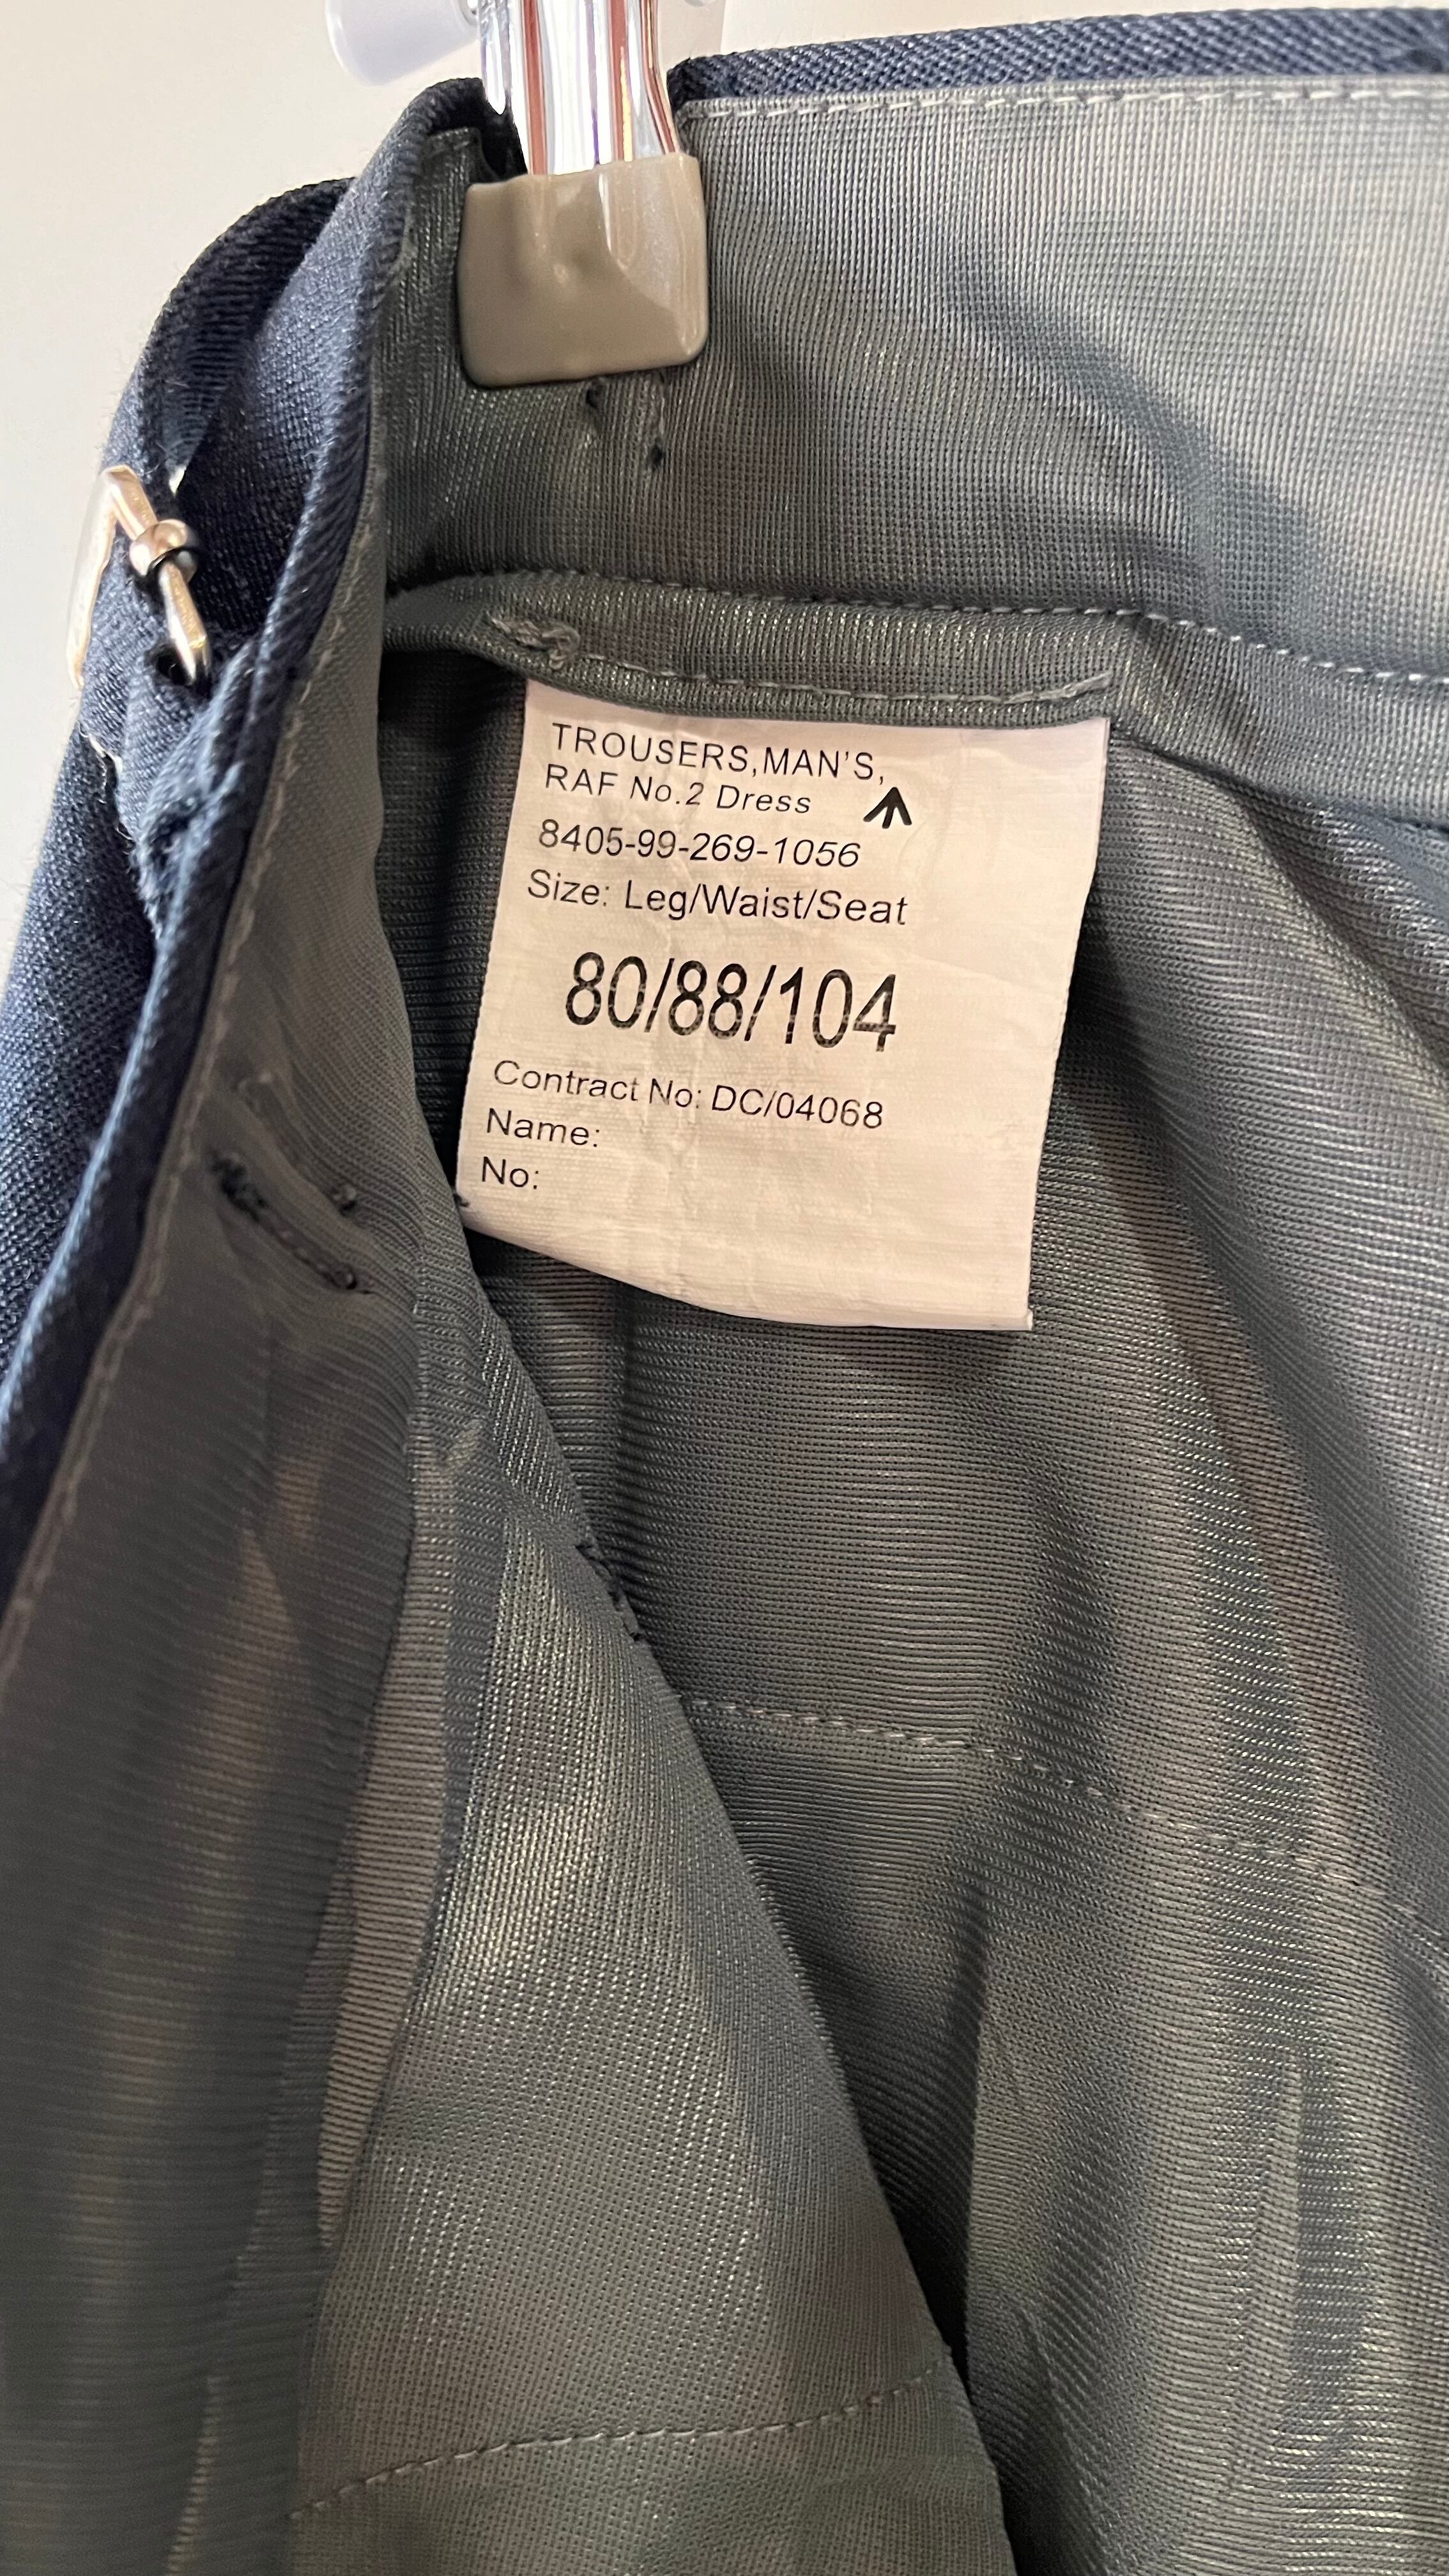 TROUSERS,MAN'S,
RAF No.2 Dress
8405-99-269-1056
Size: Leg/Waist/Seat
80/88/104
Contract No: DC/04068
Name:
No: